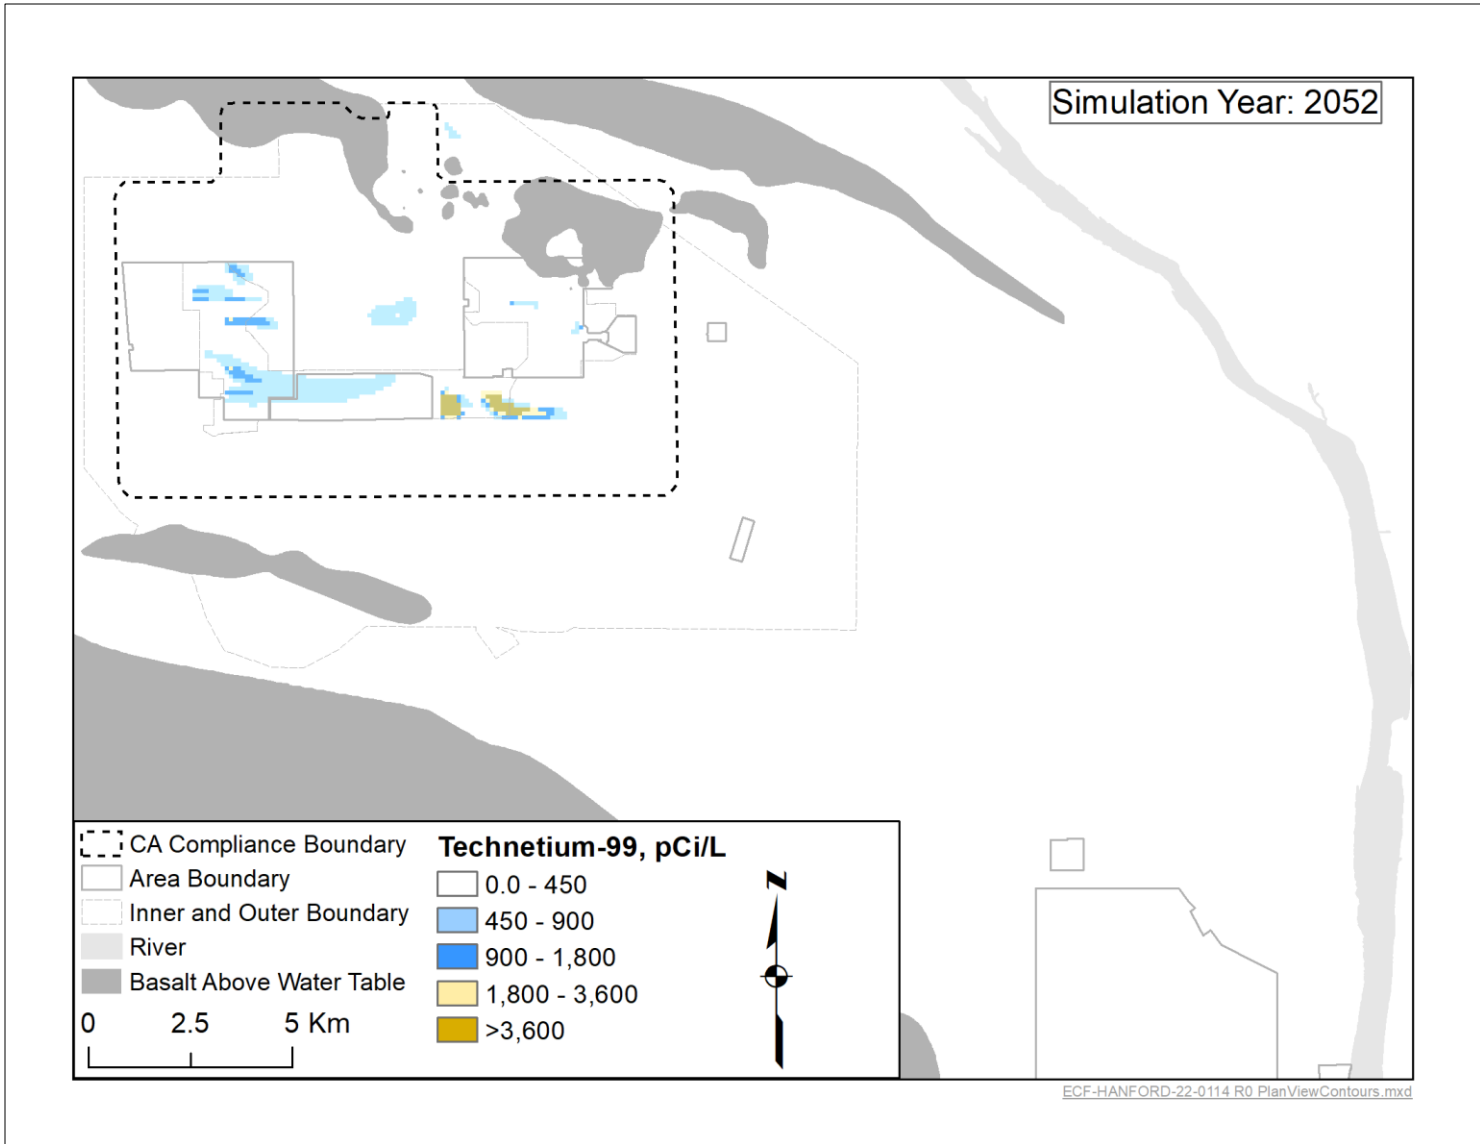 Simulation Year: 2052
CA Compliance Boundary
Area Boundary
Inner and Outer Boundary
River
Basalt Above Water Table
0 2.5 5 Km
Technetium-99, pCi/L
0.0 - 450
450 - 900
900 - 1,800
1,800 - 3,600
>3,600
N
ECF-HANFORD-22-0114 R0 PlanViewContours.mxd